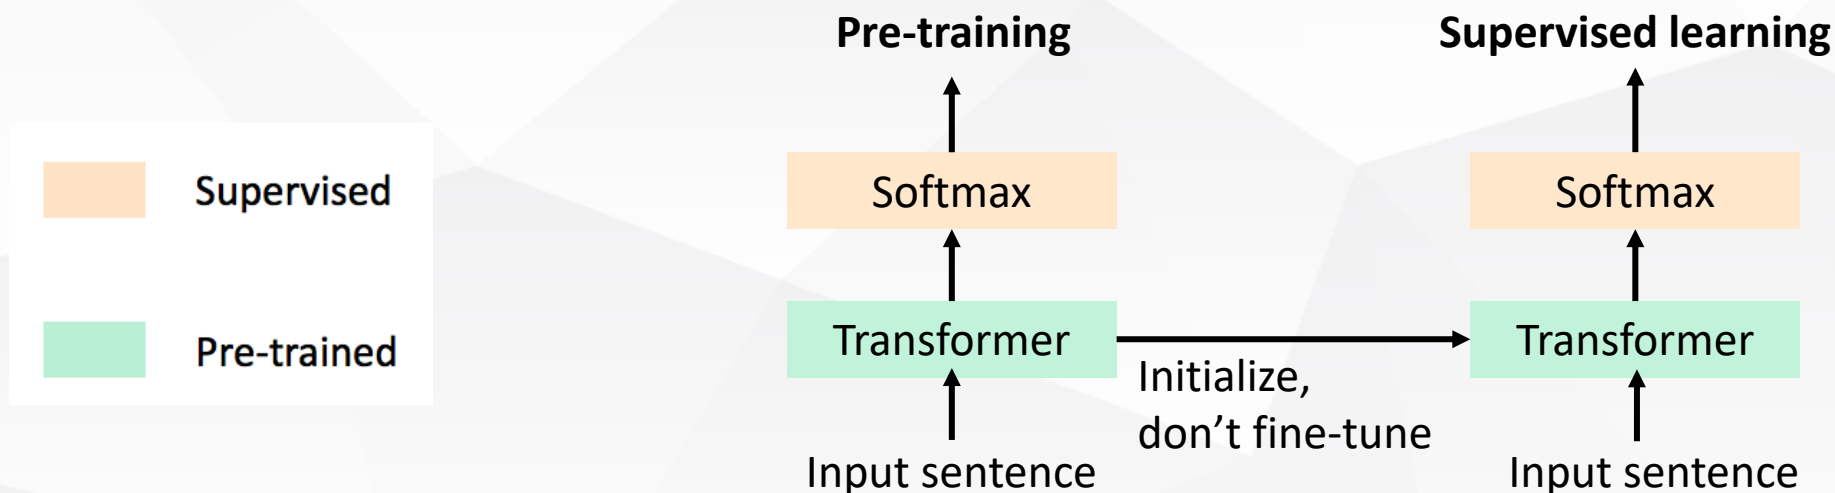 Pre-training
Supervised learning
Supervised
Pre-trained
Softmax
Softmax
Transformer
Transformer
Initialize,
don’t fine-tune
Input sentence
Input sentence